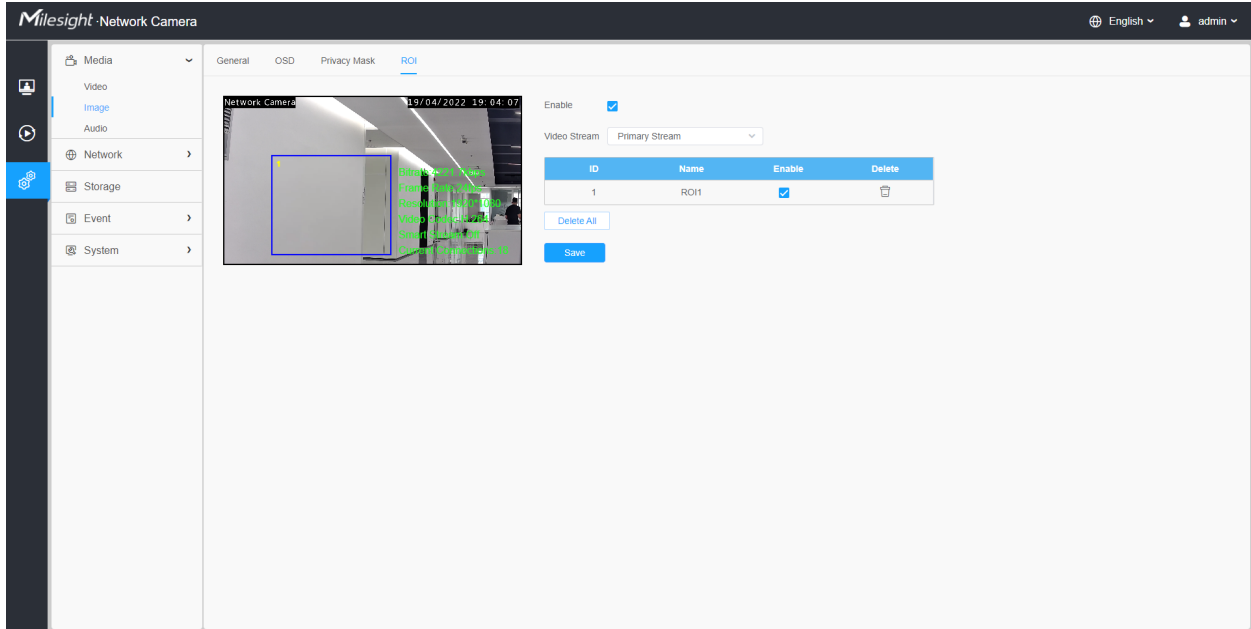 Milesight · Network Camera
English
admin
Media
Video
Image
Audio
Network
Storage
Event
System
General
OSD
Privacy Mask
ROI
Network Camera
19/04/2022 19:04:07
1
Enable
Video Stream
Primary Stream
ID Name Enable Delete
1 ROI1
Delete All
Save